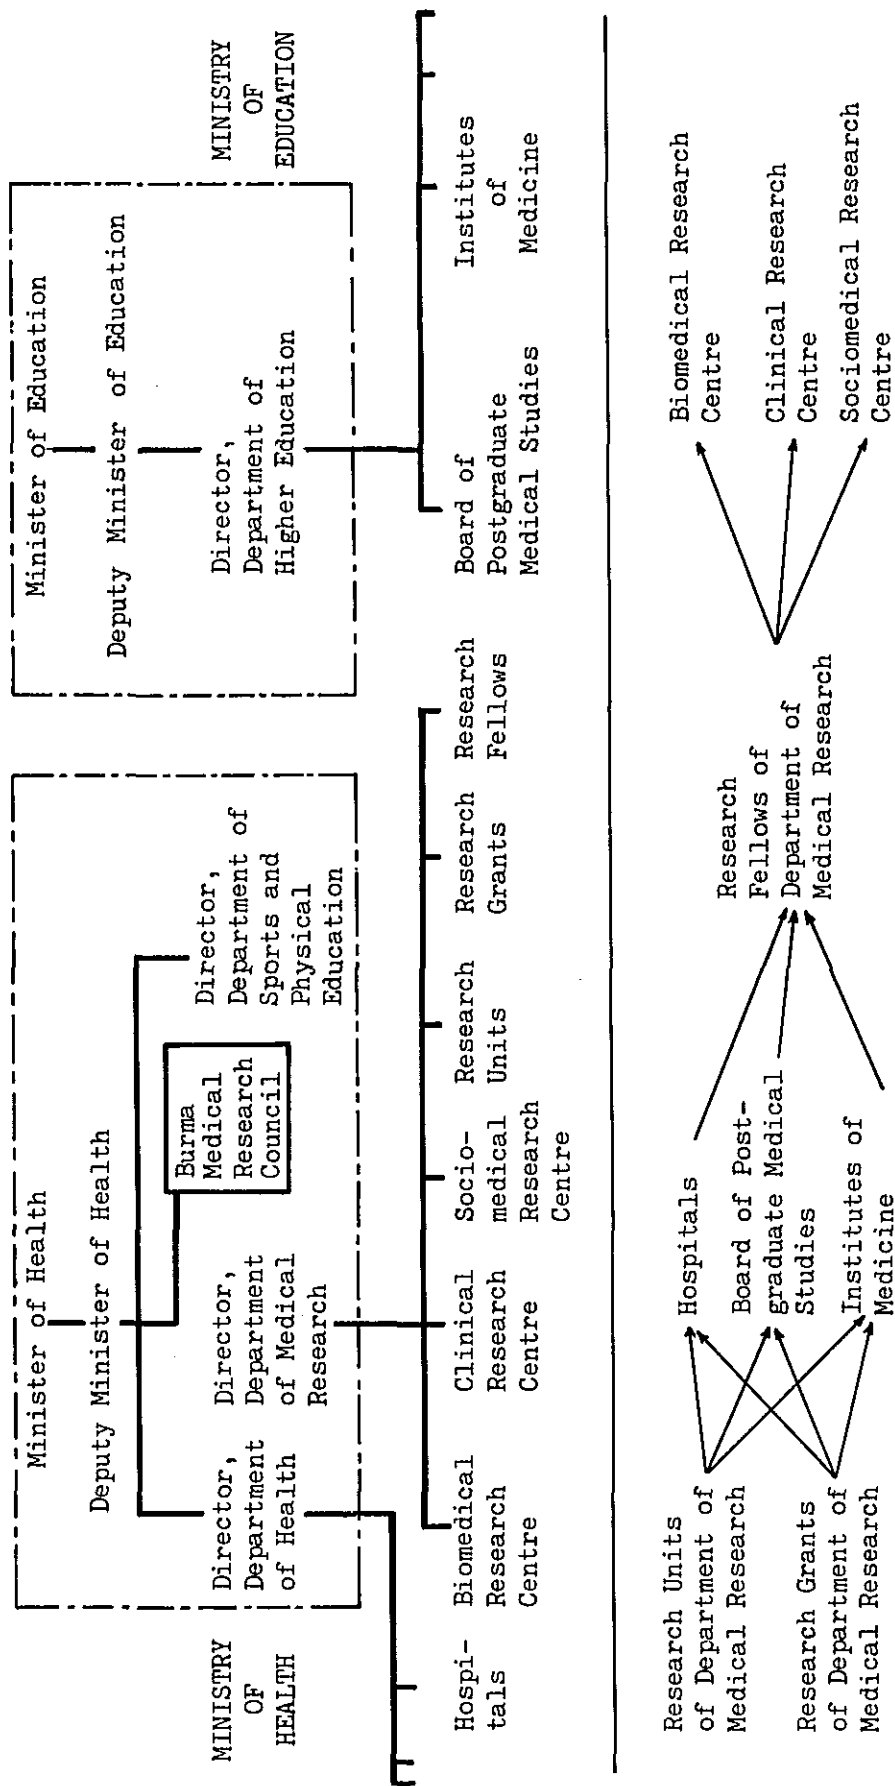 Minister of Health
Deputy Minister of Health
MINISTRY
OF
HEALTH
Director,
Department
of Health
Director,
Department
of Medical
Research
Burma
Medical
Research
Council
Director,
Department of
Sports and
Physical
Education
Minister of Education
Deputy Minister of Education
Director,
Department of
Higher Education
MINISTRY
OF
EDUCATION
Hospi-
tals
Biomedical
Research
Centre
Clinical
Research
Centre
Socio-
medical
Research
Centre
Research
Units
Research
Grants
Research
Fellows
Board of
Postgraduate
Medical Studies
Institutes
of
Medicine
Research Units
of Department of
Medical Research
Research Grants
of Department of
Medical Research
Hospitals
Board of Post-
graduate Medical
Studies
Institutes of
Medicine
Research
Fellows of
Department of
Medical Research
Biomedical Research
Centre
Clinical Research
Centre
Sociomedical Research
Centre